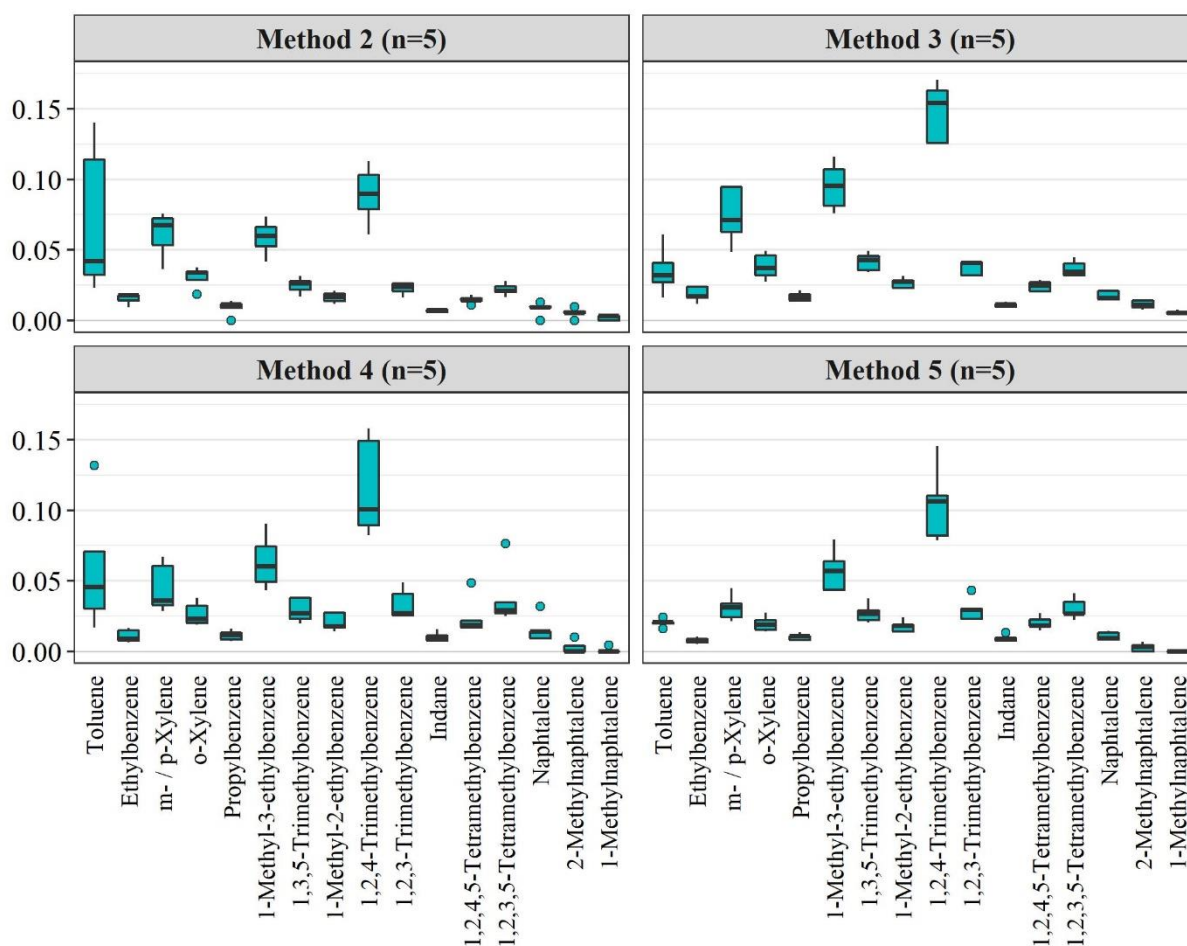 Method 2 (n=5)
Method 3 (n=5)
0.15
0.10
0.05
0.00
Method 4 (n=5)
Method 5 (n=5)
0.15
0.10
0.05
0.00
Toluene
Ethylbenzene
m- / p-Xylene
o-Xylene
Propylbenzene
1-Methyl-3-ethylbenzene
1,3,5-Trimethylbenzene
1-Methyl-2-ethylbenzene
1,2,4-Trimethylbenzene
1,2,3-Trimethylbenzene
Indane
1,2,4,5-Tetramethylbenzene
1,2,3,5-Tetramethylbenzene
Naphtalene
2-Methylnaphtalene
1-Methylnaphtalene
Toluene
Ethylbenzene
m- / p-Xylene
o-Xylene
Propylbenzene
1-Methyl-3-ethylbenzene
1,3,5-Trimethylbenzene
1-Methyl-2-ethylbenzene
1,2,4-Trimethylbenzene
1,2,3-Trimethylbenzene
Indane
1,2,4,5-Tetramethylbenzene
1,2,3,5-Tetramethylbenzene
Naphtalene
2-Methylnaphtalene
1-Methylnaphtalene